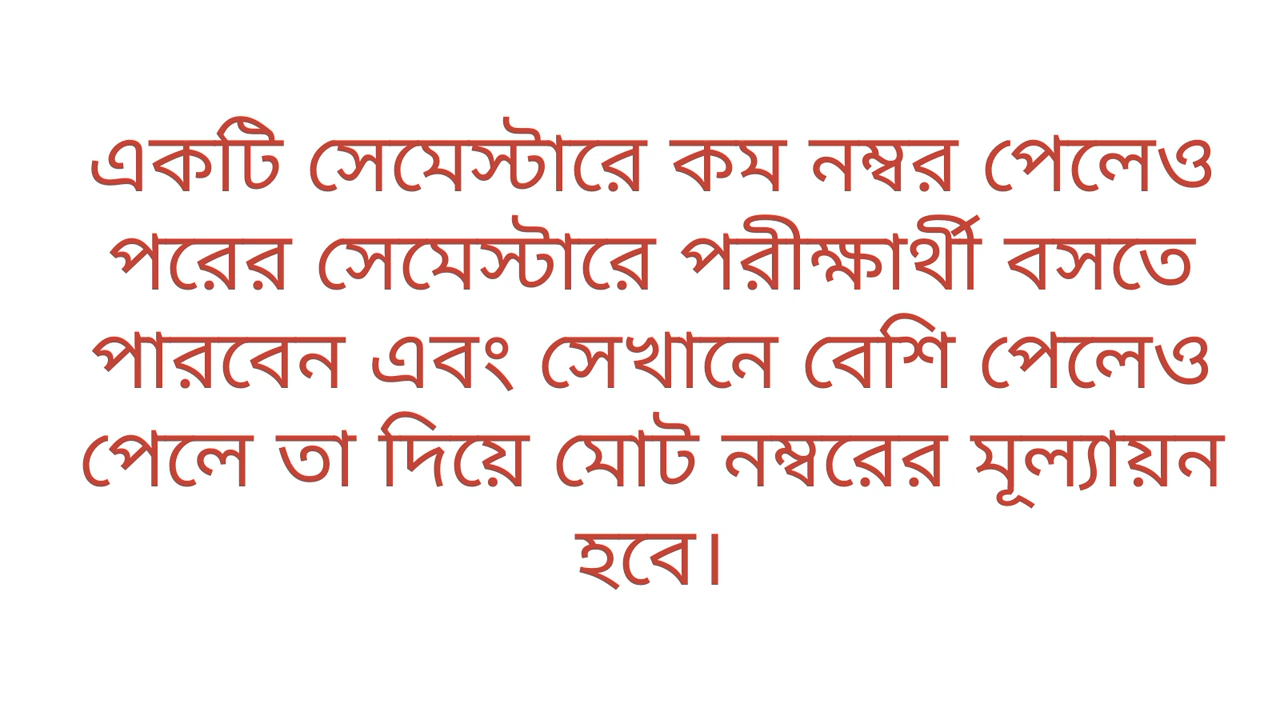 একটি সেমেস্টারে কম নম্বর পেলেও
পরের সেমেস্টারে পরীক্ষার্থী বসতে
পারবেন এবং সেখানে বেশি পেলেও
পেলে তা দিয়ে মোট নম্বরের মূল্যায়ন
হবে।